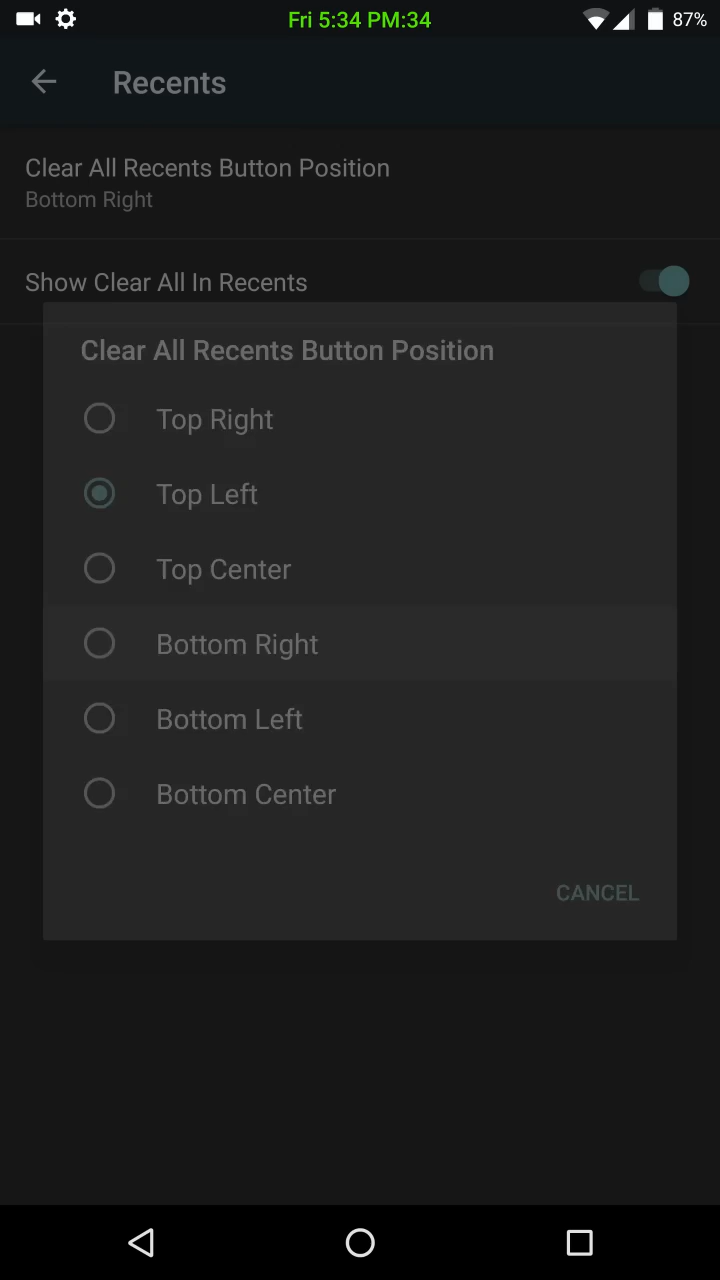 Fri 5:34 PM:34
87%
Recents
Clear All Recents Button Position
Bottom Right
Show Clear All In Recents
Clear All Recents Button Position
Top Right
Top Left
Top Center
Bottom Right
Bottom Left
Bottom Center
CANCEL